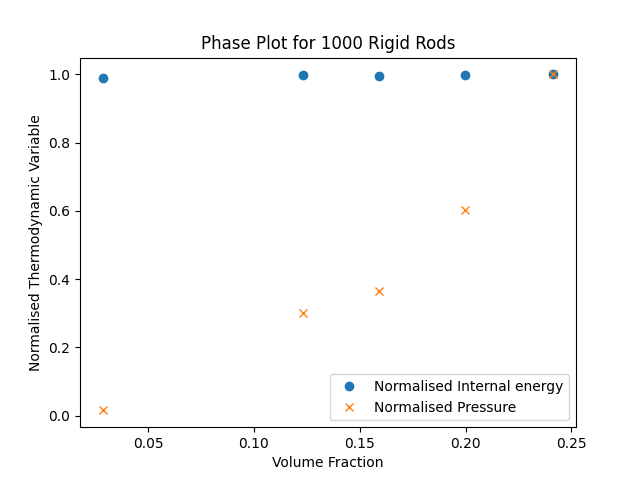 Phase Plot for 1000 Rigid Rods
Normalised Thermodynamic Variable
1.0
0.8
0.6
0.4
0.2
0.0
Normalised Internal energy
Normalised Pressure
0.05 0.10 0.15 0.20 0.25
Volume Fraction